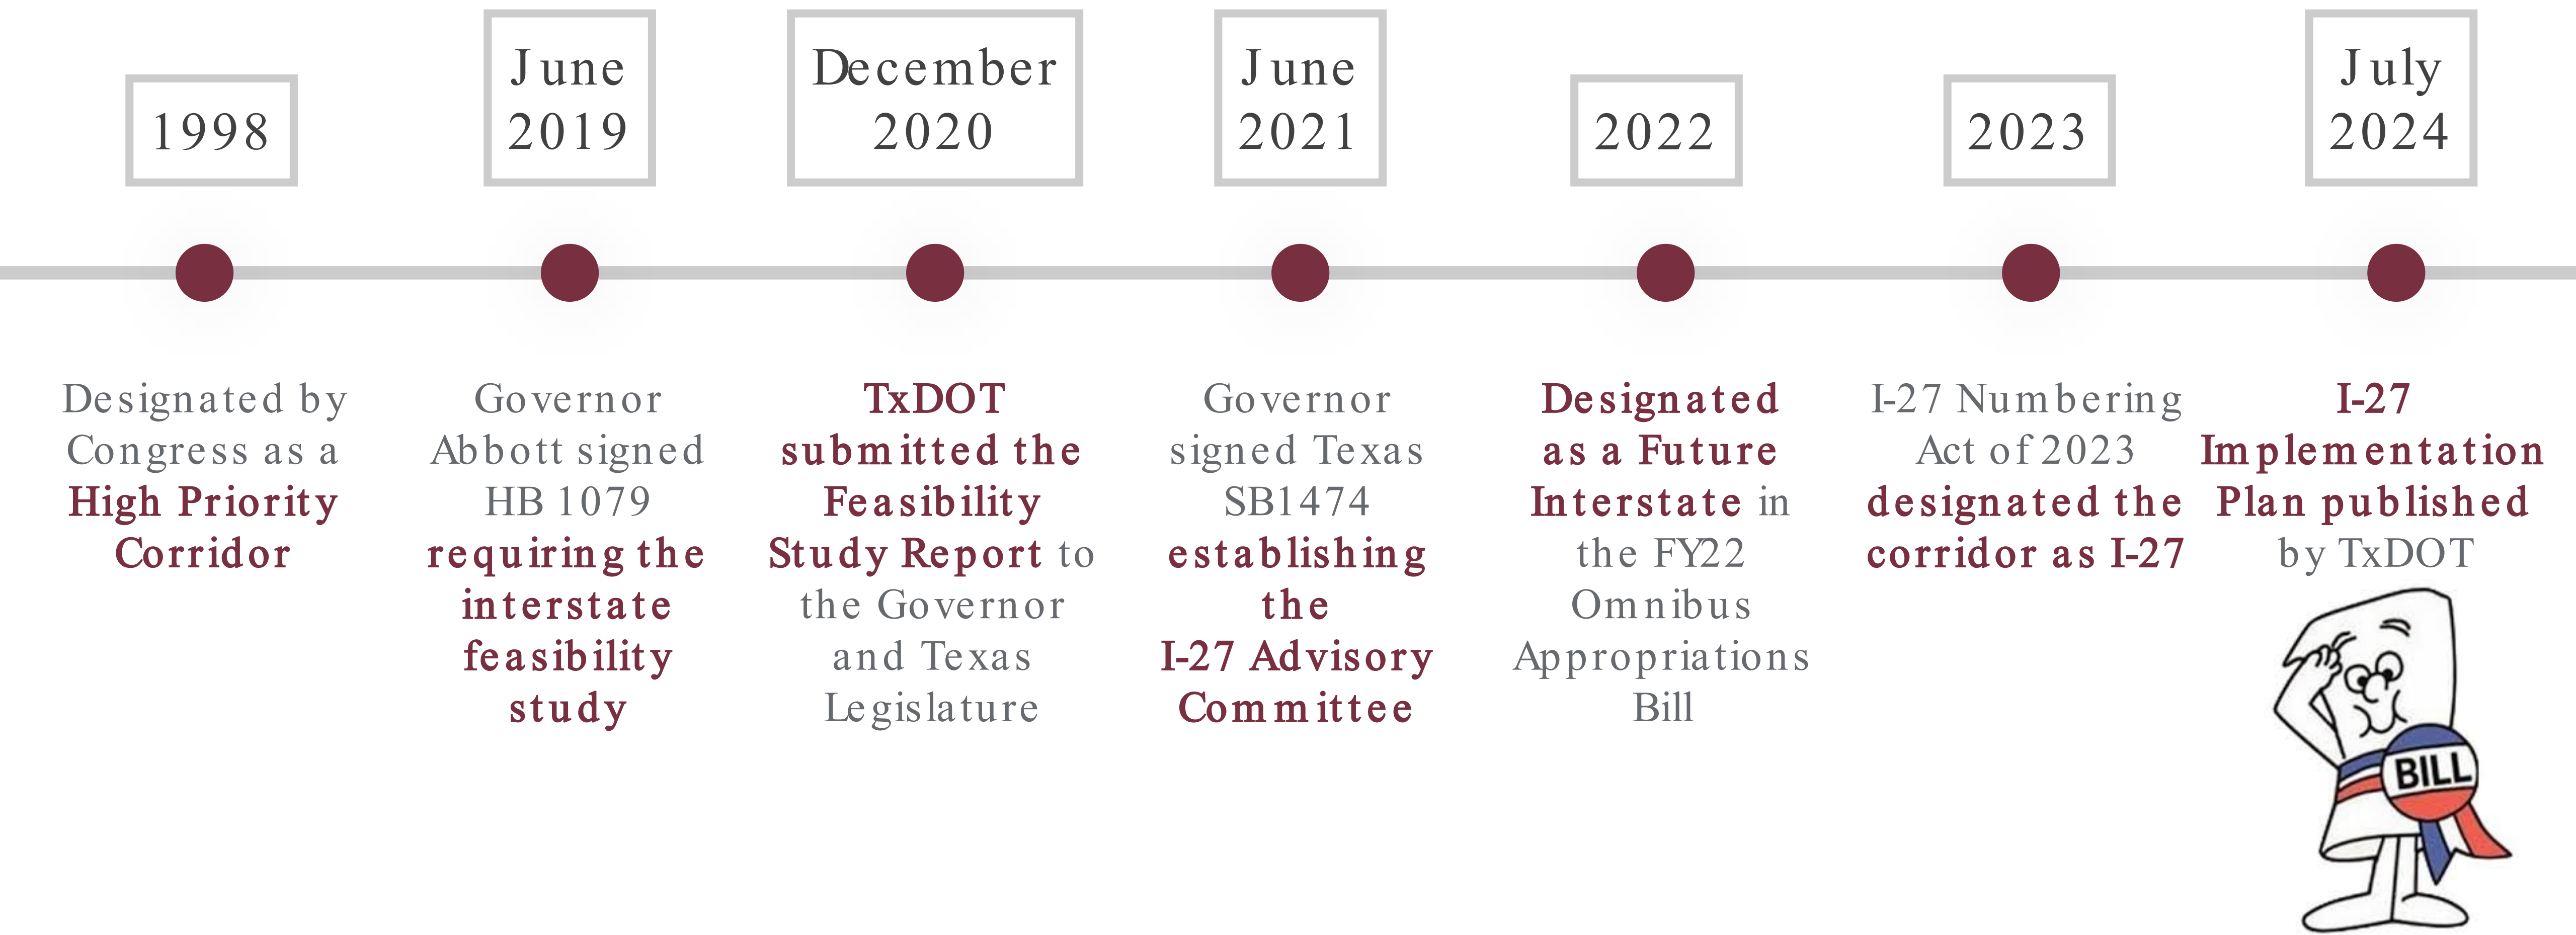 1998
Designated by
Congress as a
High Priority
Corridor
June
2019
Governor
Abbott signed
HB 1079
requiring the
interstate
feasibility
study
December
2020
TxDOT
submitted the
Feasibility
Study Report to
the Governor
and Texas
Legislature
June
2021
Governor
signed Texas
SB1474
establishing
the
I-27 Advisory
Committee
2022
Designated
as a Future
Interstate in
the FY22
Omnibus
Appropriations
Bill
2023
I-27 Numbering
Act of 2023
designated the
corridor as I-27
July
2024
I-27
Implementation
Plan published
by TxDOT
BILL